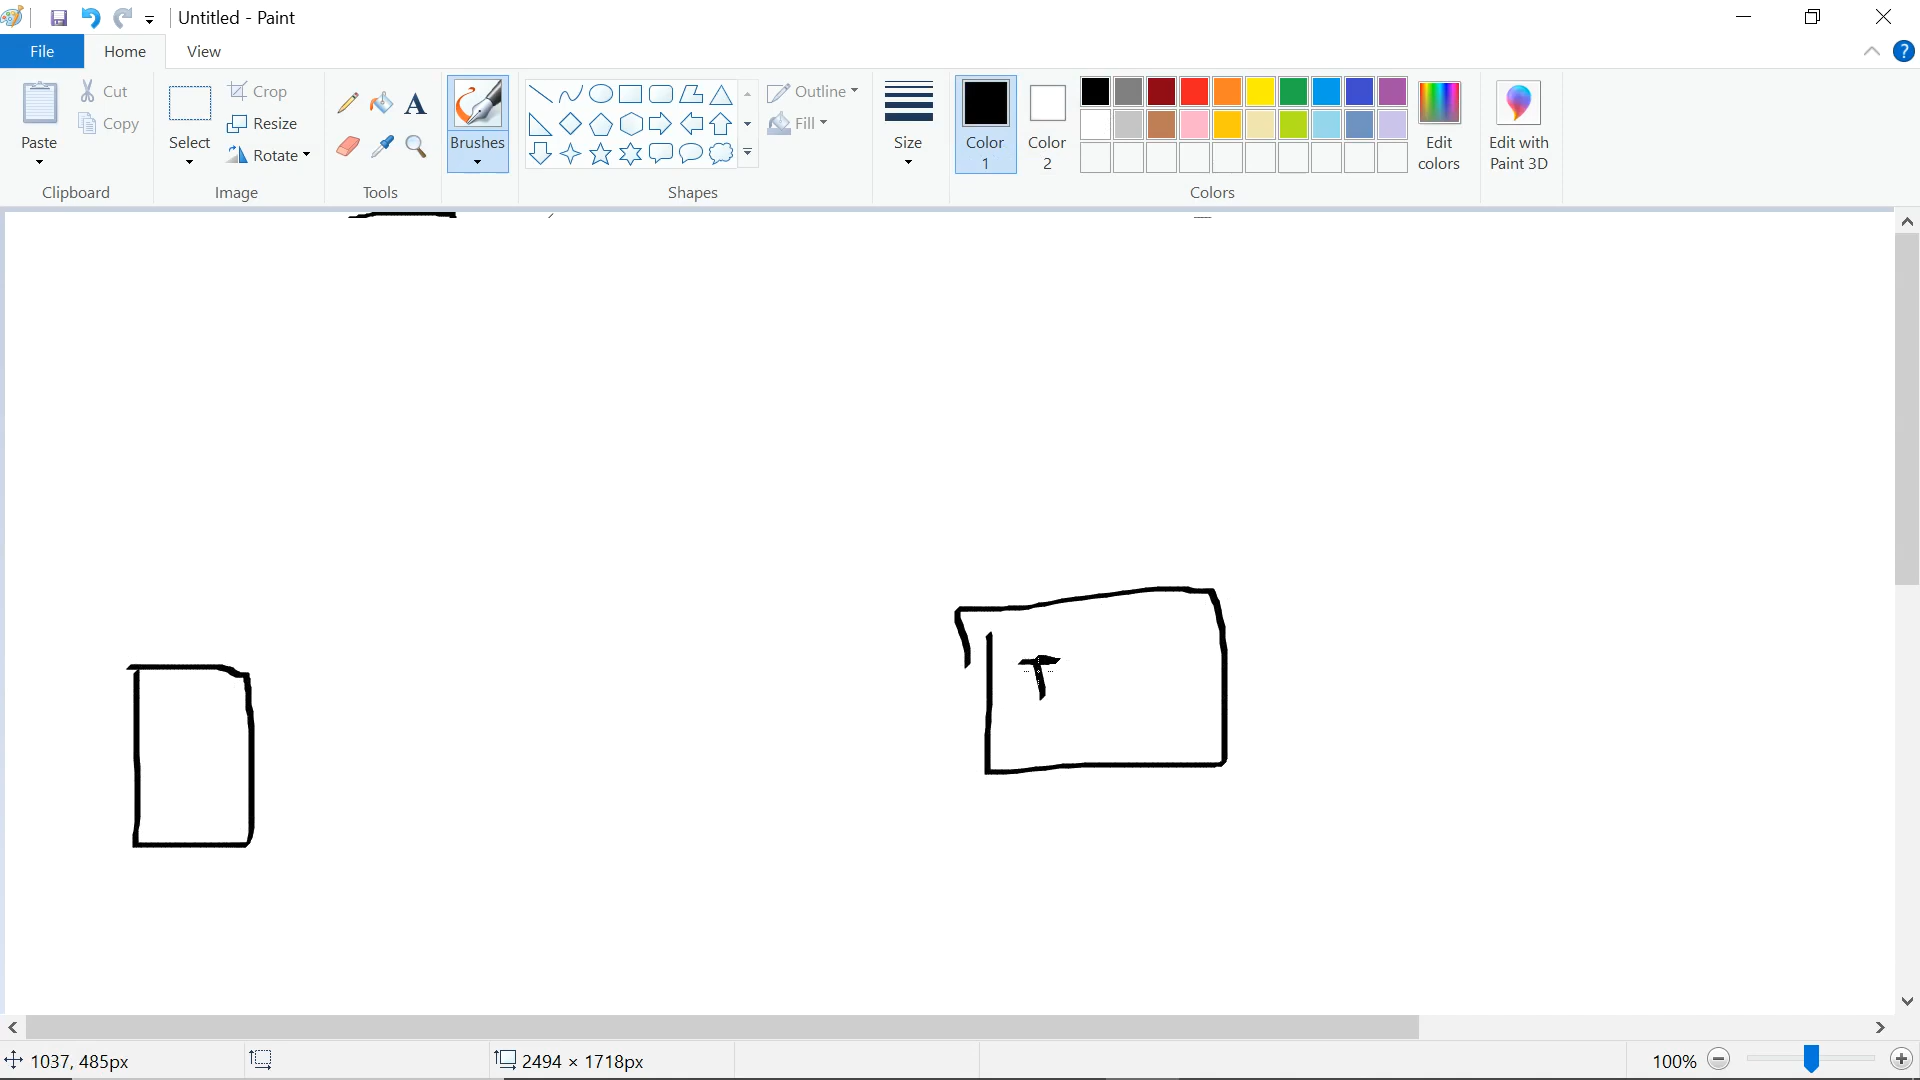 Untitled - Paint
File Home View
Paste
Cut
Copy
Clipboard
Select
Crop
Resize
Rotate
Image
A
Tools
Brushes
Shapes
Outline
Fill
Size
Color 1
Color 2
Colors
Edit colors
Edit with Paint 3D
?
T
1037, 485px
2494 × 1718px
100%